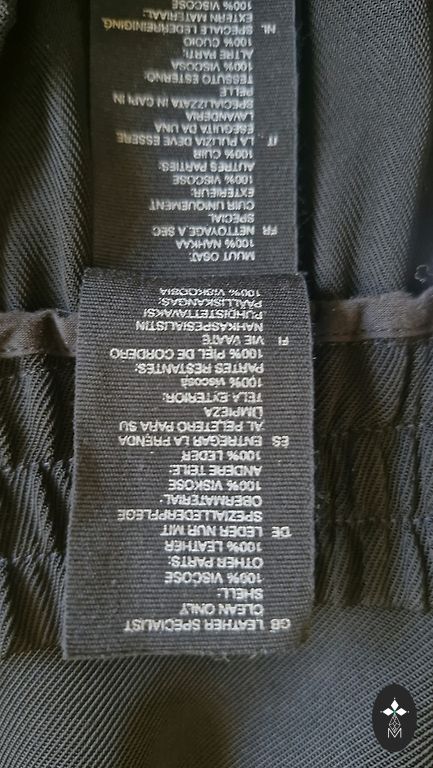 GB LEATHER SPECIALIST
CLEAN ONLY
SHELL:
100% VISCOSE
OTHER PARTS:
100% LEATHER
DE LEDER NUR MIT
SPEZIALLEDERPFLEGE
OBERMATERIAL:
100% VISKOSE
ANDERE TEILE:
100% LEDER
ES ENTREGAR LA PRENDA
AL PELETERO PARA SU
LIMPIEZA
TELA EXTERIOR:
100% viscosa
PARTES RESTANTES:
100% PIEL DE CORDERO
FI VIE VAATE
NAHKASPESIALISTIN
PUHDISTETTAVAKSI
PÄÄLLISKANGAS:
100% VISKOOSIA
MUUT OSAT:
100% NAHKAA
FR NETTOYAGE A SEC
SPECIAL
CUIR UNIQUEMENT
EXTERIEUR:
100% VISCOSE
AUTRES PARTIES:
100% CUIR
IT LA PULIZIA DEVE ESSERE
ESEGUITA DA UNA
LAVANDERIA
SPECIALIZZATA IN CAPI IN
PELLE
TESSUTO ESTERNO:
100% VISCOSA
ALTRE PARTI:
100% CUOIO
NL SPECIALE LEDERREINIGING
EXTERN MATERIAAL:
100% VISCOSE